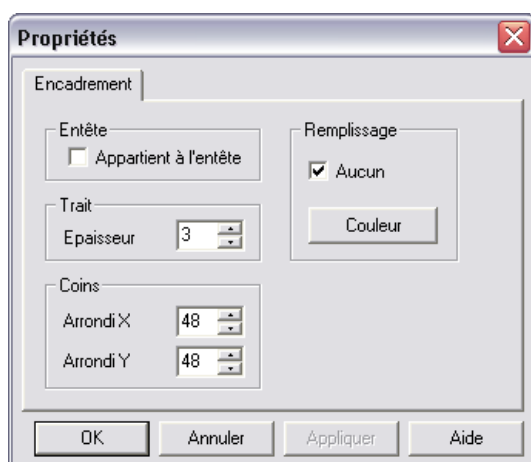 Propriétés
Encadrement
Entête
Appartient à l'entête
Trait
Epaisseur 3
Coins
Arrondi X 48
Arrondi Y 48
Remplissage
Aucun
Couleur
OK Annuler Appliquer Aide